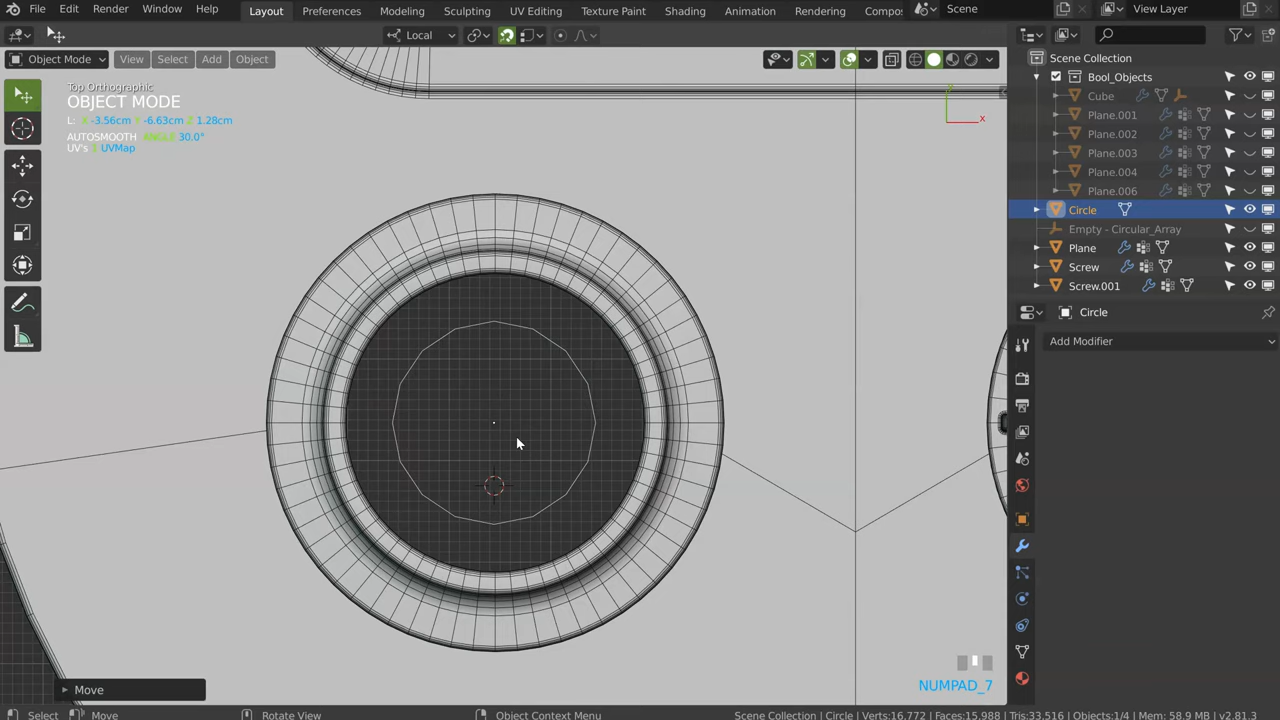 File Edit Render Window Help Layout Preferences Modeling Sculpting UV Editing Texture Paint Shading Animation Rendering Compo Scene View Layer
Local
Object Mode View Select Add Object
Top Orthographic
OBJECT MODE
L: X -3.56cm Y -6.63cm Z 1.28cm
AUTOSMOOTH ANGLE 30.0°
UV's 1 UVMap
X
Scene Collection
Bool_Objects
Cube
Plane.001
Plane.002
Plane.003
Plane.004
Plane.006
Circle
Empty - Circular_Array
Plane
Screw
Screw.001
Circle
Add Modifier
Move
NUMPAD_7
Select Move Rotate View Object Context Menu Scene Collection | Circle | Verts:16,772 | Faces:15,988 | Tris:33,516 | Objects:1/4 | Mem: 58.9 MB | v2.81.3